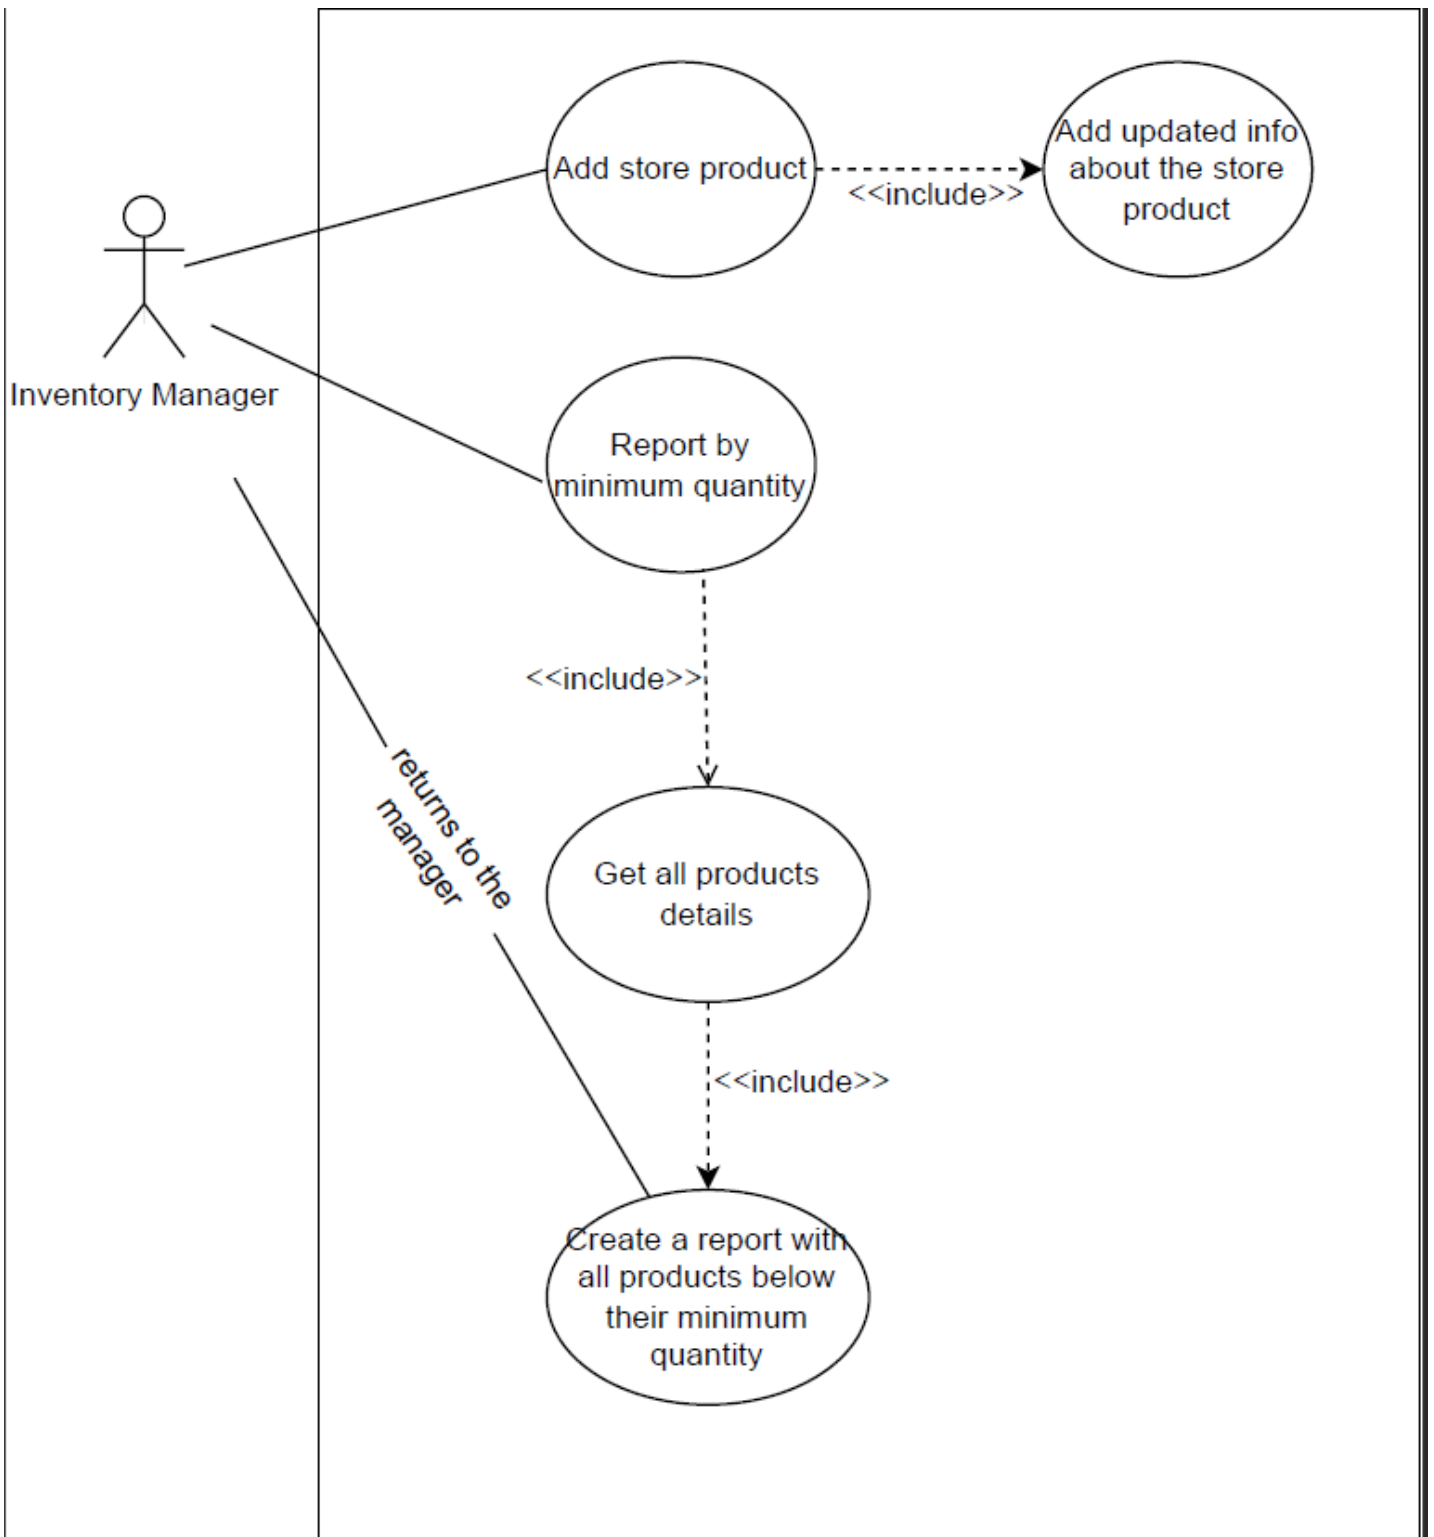 Add store product
<<include>>
Add updated info
about the store
product
Inventory Manager
Report by
minimum quantity
<<include>>
returns to the
manager
Get all products
details
<<include>>
Create a report with
all products below
their minimum
quantity